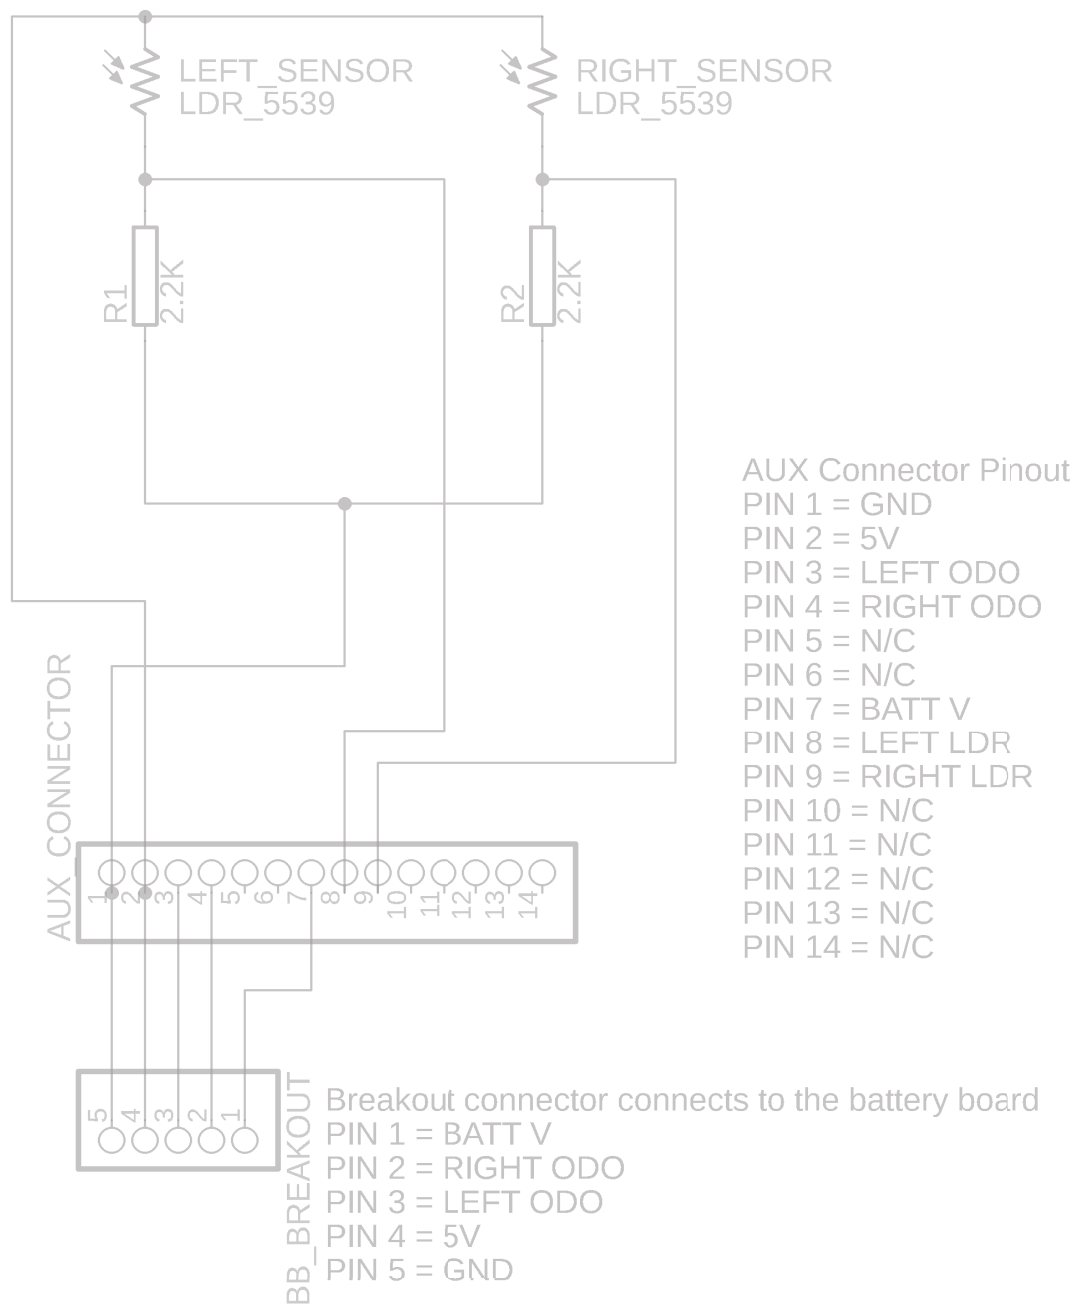 LEFT_SENSOR
LDR_5539
RIGHT_SENSOR
LDR_5539
R1
2.2K
R2
2.2K
AUX Connector Pinout
PIN 1 = GND
PIN 2 = 5V
PIN 3 = LEFT ODO
PIN 4 = RIGHT ODO
PIN 5 = N/C
PIN 6 = N/C
PIN 7 = BATT V
PIN 8 = LEFT LDR
PIN 9 = RIGHT LDR
PIN 10 = N/C
PIN 11 = N/C
PIN 12 = N/C
PIN 13 = N/C
PIN 14 = N/C
AUX CONNECTOR
1 2 3 4 5 6 7 8 9 10 11 12 13 14
5 4 3 2 1
BB_BREAKOUT
Breakout connector connects to the battery board
PIN 1 = BATT V
PIN 2 = RIGHT ODO
PIN 3 = LEFT ODO
PIN 4 = 5V
PIN 5 = GND